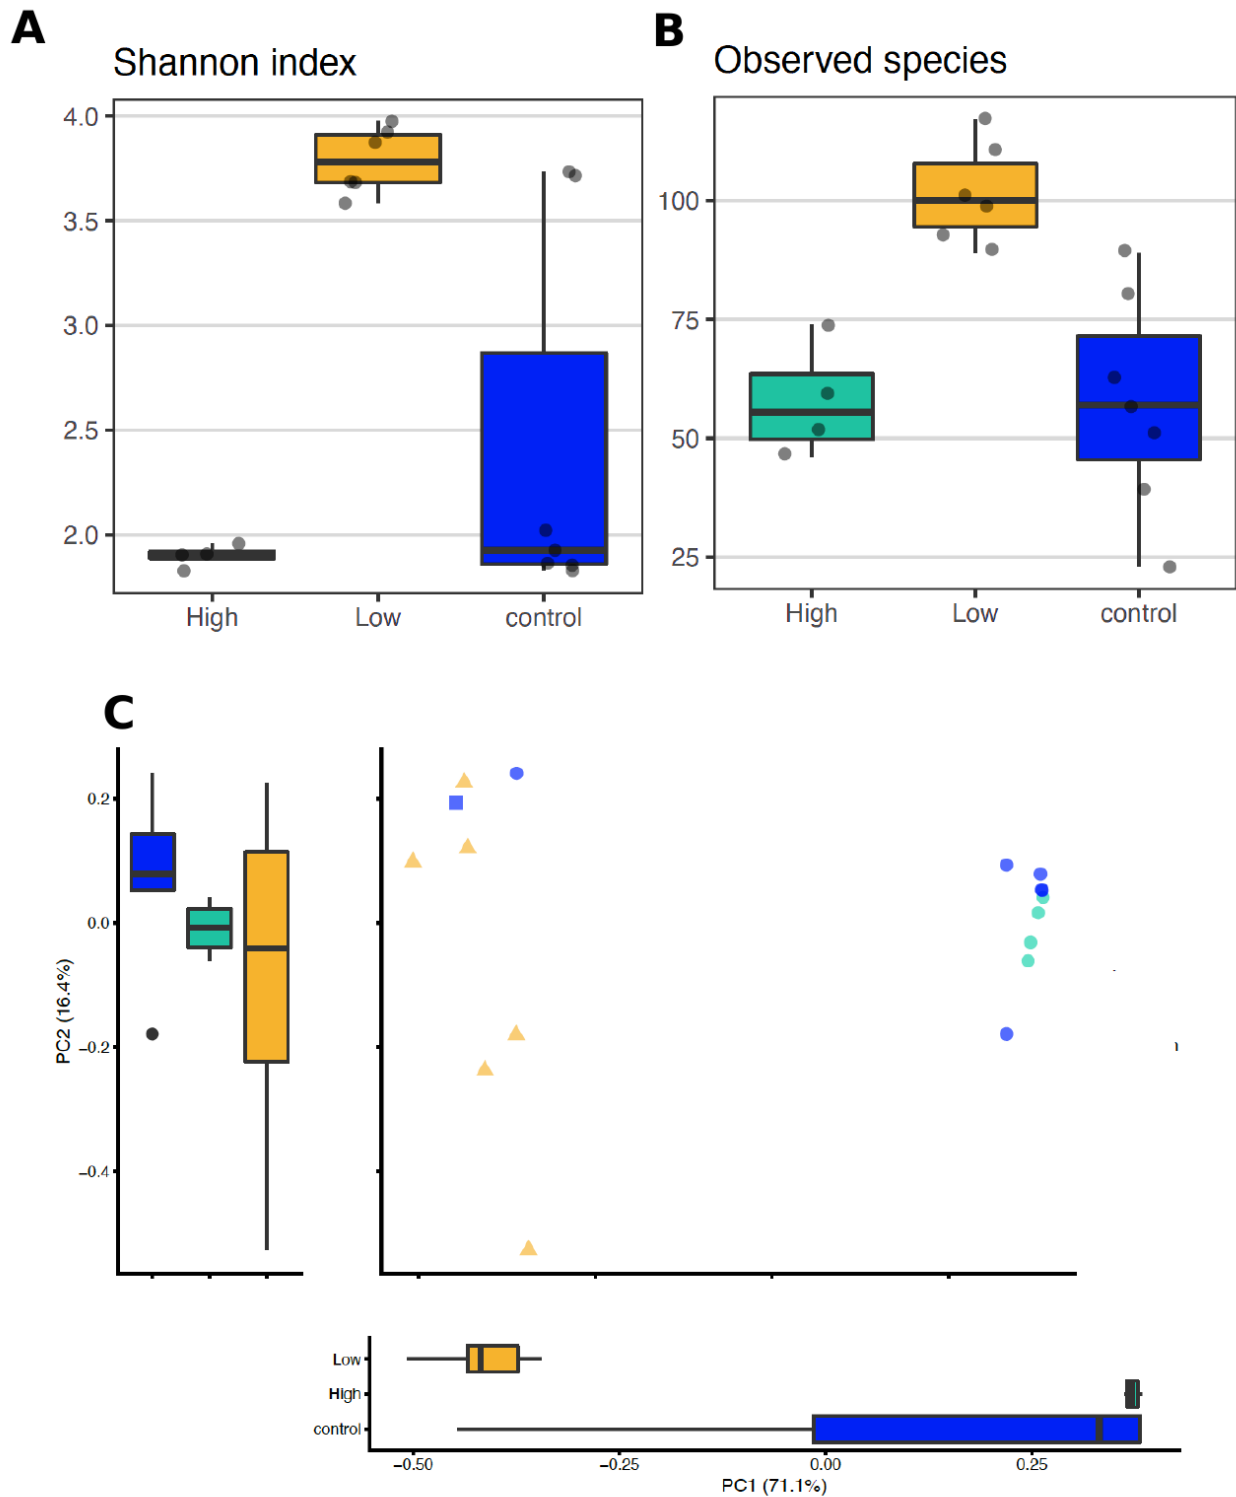 A
Shannon index
4.0
3.5
3.0
2.5
2.0
High Low control
B
Observed species
100
75
50
25
High Low control
C
PC2 (16.4%)
0.2
0.0
−0.2
−0.4
Low
High
control
−0.50 −0.25 0.00 0.25
PC1 (71.1%)